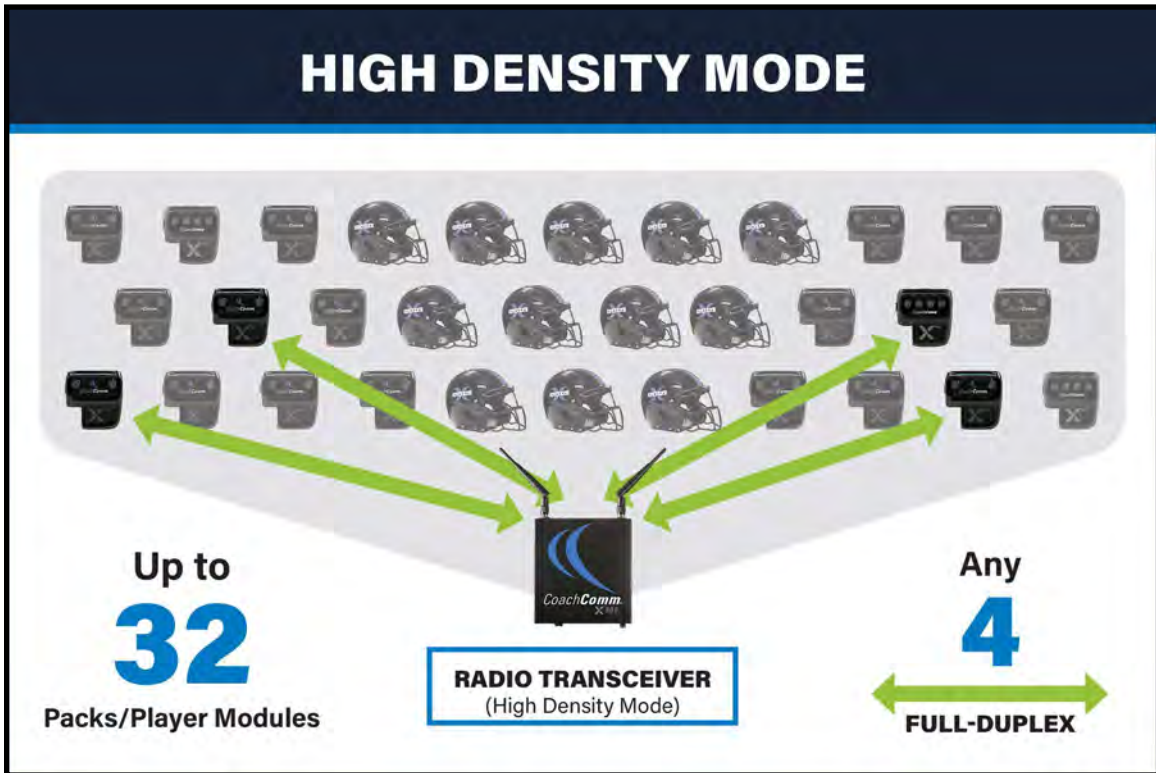 HIGH DENSITY MODE
Up to
32
Packs/Player Modules
CoachComm
RADIO TRANSCEIVER
(High Density Mode)
Any
4
FULL-DUPLEX